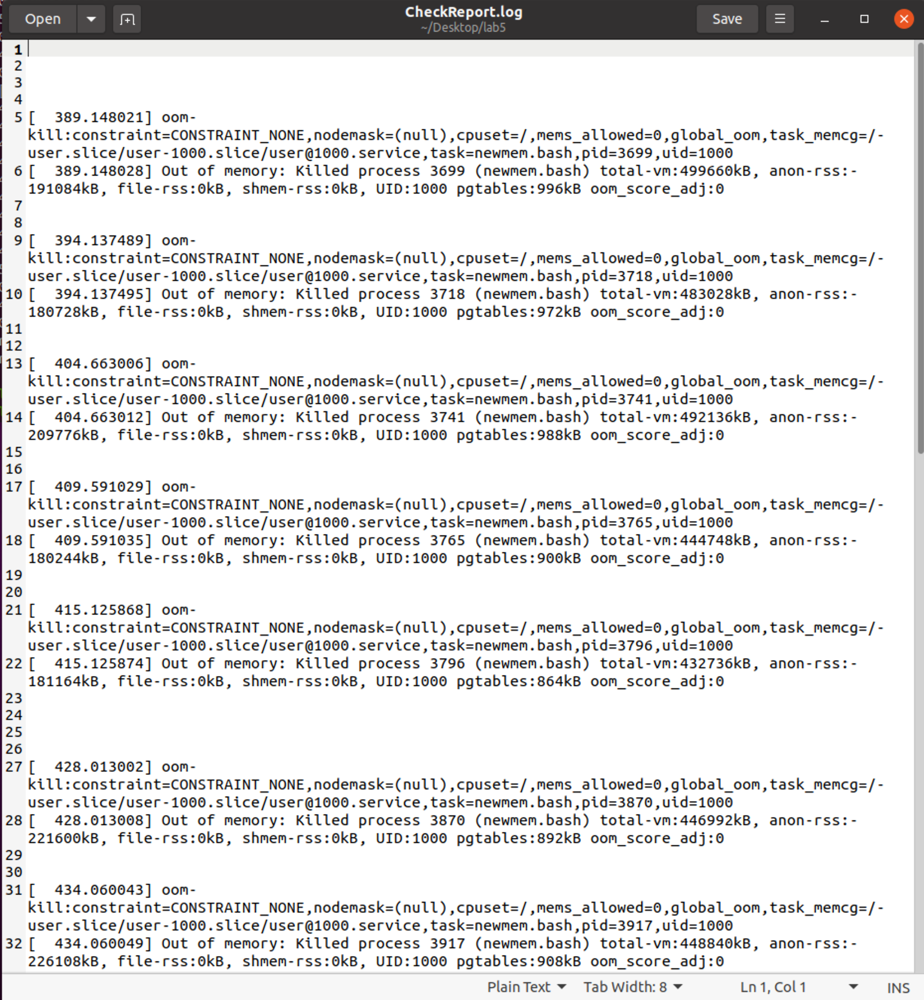 Open
CheckReport.log
~/Desktop/lab5
Save
1
2
3
4
5 [  389.148021] oom-
kill:constraint=CONSTRAINT_NONE,nodemask=(null),cpuset=/,mems_allowed=0,global_oom,task_memcg=/-
user.slice/user-1000.slice/user@1000.service,task=newmem.bash,pid=3699,uid=1000
6 [  389.148028] Out of memory: Killed process 3699 (newmem.bash) total-vm:499660kB, anon-rss:-
191084kB, file-rss:0kB, shmem-rss:0kB, UID:1000 pgtables:996kB oom_score_adj:0
7
8
9 [  394.137489] oom-
kill:constraint=CONSTRAINT_NONE,nodemask=(null),cpuset=/,mems_allowed=0,global_oom,task_memcg=/-
user.slice/user-1000.slice/user@1000.service,task=newmem.bash,pid=3718,uid=1000
10 [  394.137495] Out of memory: Killed process 3718 (newmem.bash) total-vm:483028kB, anon-rss:-
180728kB, file-rss:0kB, shmem-rss:0kB, UID:1000 pgtables:972kB oom_score_adj:0
11
12
13 [  404.663006] oom-
kill:constraint=CONSTRAINT_NONE,nodemask=(null),cpuset=/,mems_allowed=0,global_oom,task_memcg=/-
user.slice/user-1000.slice/user@1000.service,task=newmem.bash,pid=3741,uid=1000
14 [  404.663012] Out of memory: Killed process 3741 (newmem.bash) total-vm:492136kB, anon-rss:-
209776kB, file-rss:0kB, shmem-rss:0kB, UID:1000 pgtables:988kB oom_score_adj:0
15
16
17 [  409.591029] oom-
kill:constraint=CONSTRAINT_NONE,nodemask=(null),cpuset=/,mems_allowed=0,global_oom,task_memcg=/-
user.slice/user-1000.slice/user@1000.service,task=newmem.bash,pid=3765,uid=1000
18 [  409.591035] Out of memory: Killed process 3765 (newmem.bash) total-vm:444748kB, anon-rss:-
180244kB, file-rss:0kB, shmem-rss:0kB, UID:1000 pgtables:900kB oom_score_adj:0
19
20
21 [  415.125868] oom-
kill:constraint=CONSTRAINT_NONE,nodemask=(null),cpuset=/,mems_allowed=0,global_oom,task_memcg=/-
user.slice/user-1000.slice/user@1000.service,task=newmem.bash,pid=3796,uid=1000
22 [  415.125874] Out of memory: Killed process 3796 (newmem.bash) total-vm:432736kB, anon-rss:-
181164kB, file-rss:0kB, shmem-rss:0kB, UID:1000 pgtables:864kB oom_score_adj:0
23
24
25
26
27 [  428.013002] oom-
kill:constraint=CONSTRAINT_NONE,nodemask=(null),cpuset=/,mems_allowed=0,global_oom,task_memcg=/-
user.slice/user-1000.slice/user@1000.service,task=newmem.bash,pid=3870,uid=1000
28 [  428.013008] Out of memory: Killed process 3870 (newmem.bash) total-vm:446992kB, anon-rss:-
221600kB, file-rss:0kB, shmem-rss:0kB, UID:1000 pgtables:892kB oom_score_adj:0
29
30
31 [  434.060043] oom-
kill:constraint=CONSTRAINT_NONE,nodemask=(null),cpuset=/,mems_allowed=0,global_oom,task_memcg=/-
user.slice/user-1000.slice/user@1000.service,task=newmem.bash,pid=3917,uid=1000
32 [  434.060049] Out of memory: Killed process 3917 (newmem.bash) total-vm:448840kB, anon-rss:-
226108kB, file-rss:0kB, shmem-rss:0kB, UID:1000 pgtables:908kB oom_score_adj:0
Plain Text
Tab Width: 8
Ln 1, Col 1
INS